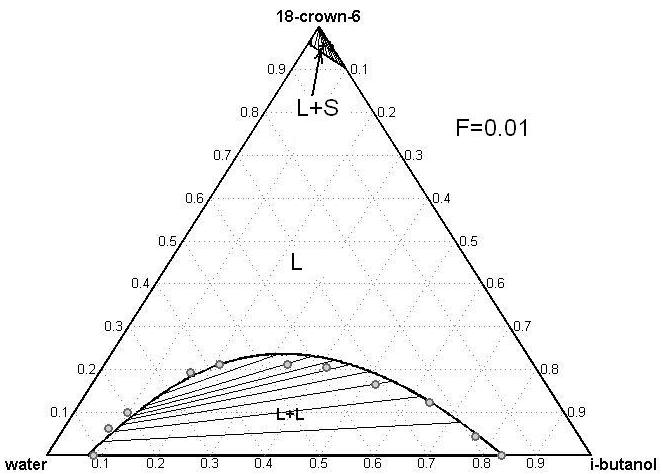 18-crown-6
0.9 0.1
L+S
0.8 0.2
F=0.01
0.7 0.3
0.6 0.4
0.5 0.5
L
0.4 0.6
0.3 0.7
0.2 0.8
0.1 0.9
L+L
water 0.1 0.2 0.3 0.4 0.5 0.6 0.7 0.8 0.9 i-butanol